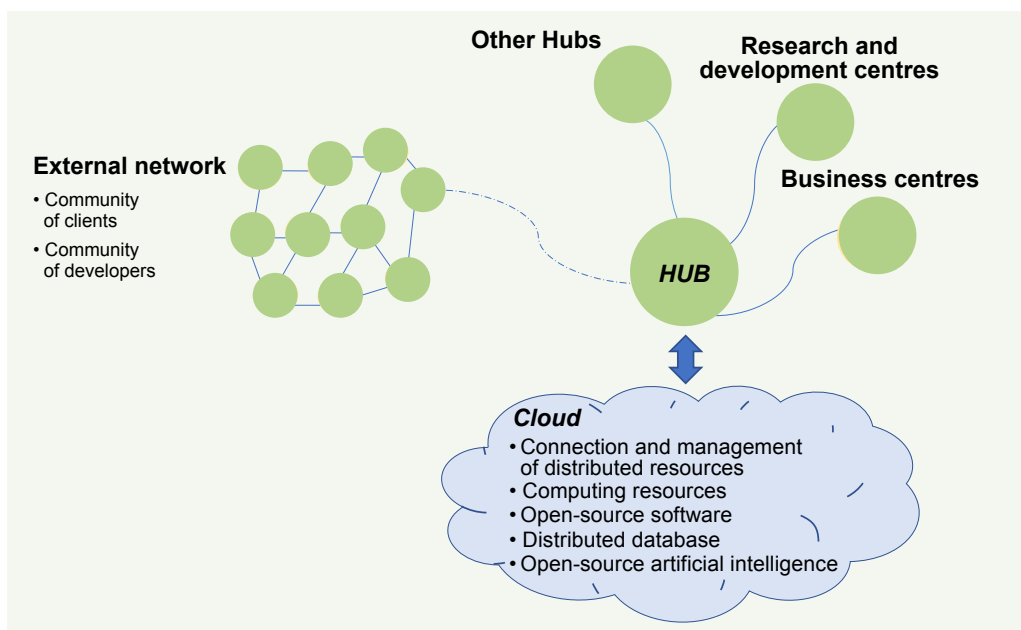 Other Hubs
Research and
development centres
External network
• Community
of clients
• Community
of developers
Business centres
HUB
Cloud
• Connection and management
of distributed resources
• Computing resources
• Open-source software
• Distributed database
• Open-source artificial intelligence